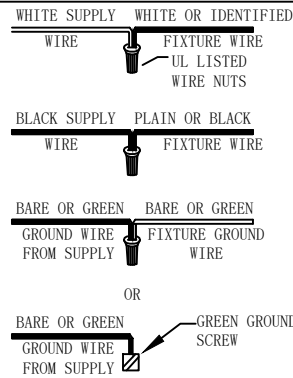 WHITE SUPPLY WHITE OR IDENTIFIED
WIRE FIXTURE WIRE
UL LISTED
WIRE NUTS
BLACK SUPPLY PLAIN OR BLACK
WIRE FIXTURE WIRE
BARE OR GREEN BARE OR GREEN
GROUND WIRE FIXTURE GROUND
FROM SUPPLY WIRE
OR
BARE OR GREEN GREEN GROUND
GROUND WIRE SCREW
FROM SUPPLY